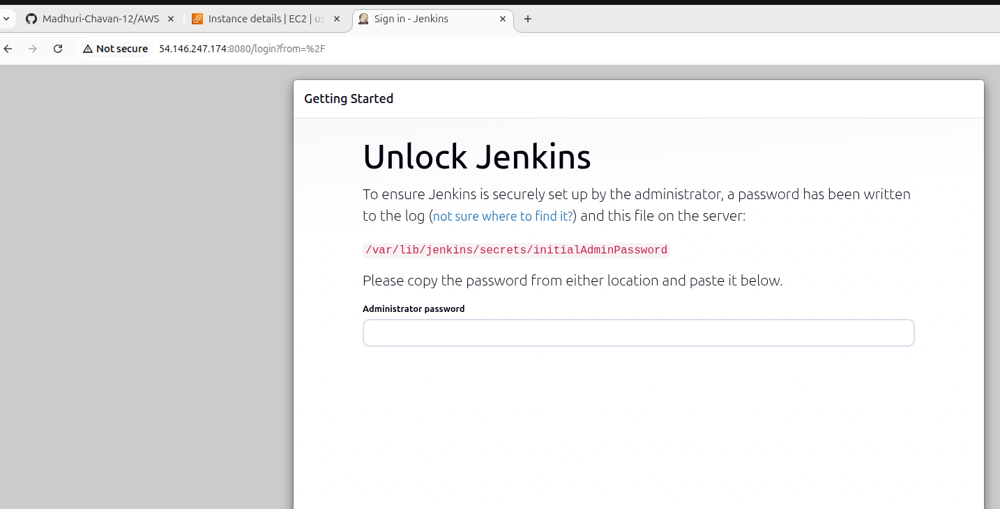 Madhuri-Chavan-12/AWS
Instance details | EC2 | us
Sign in - Jenkins
Not secure 54.146.247.174:8080/login?from=%2F
Getting Started
Unlock Jenkins
To ensure Jenkins is securely set up by the administrator, a password has been written
to the log (not sure where to find it?) and this file on the server:
/var/lib/jenkins/secrets/initialAdminPassword
Please copy the password from either location and paste it below.
Administrator password